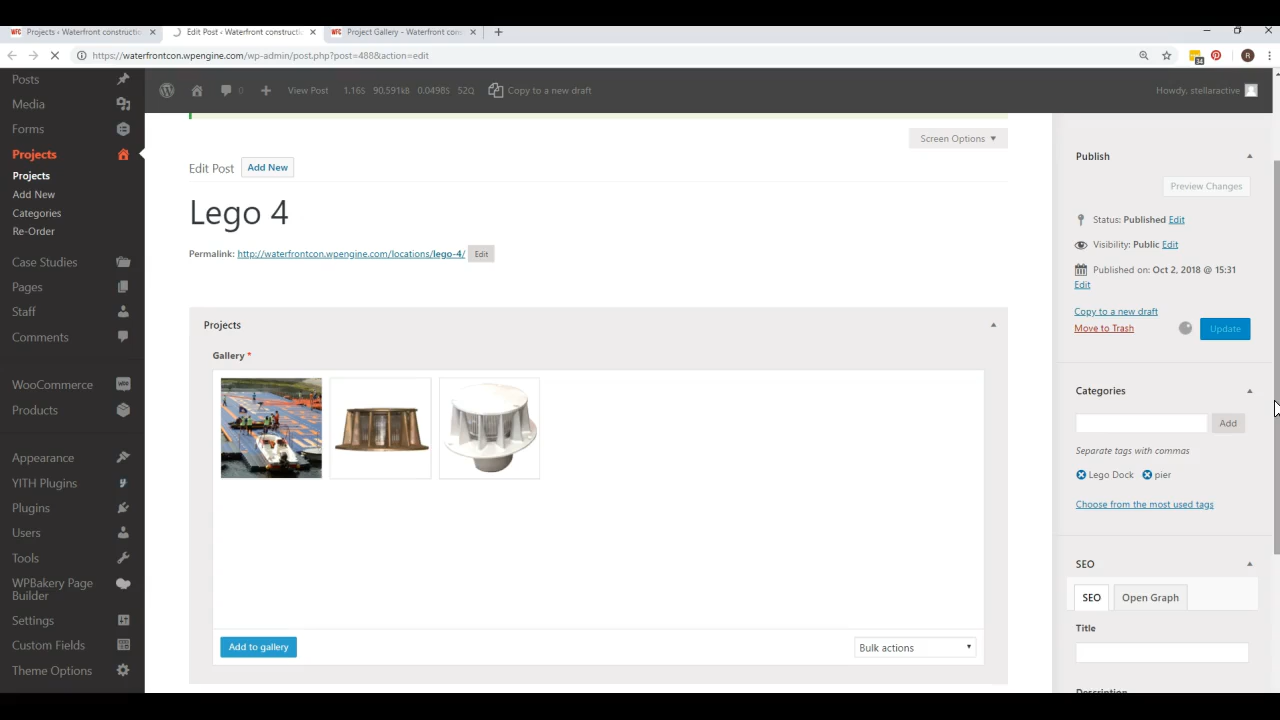 WFC Projects ‹ Waterfront constructio
Edit Post ‹ Waterfront construc
WFC Project Gallery - Waterfront con
https://waterfrontcon.wpengine.com/wp-admin/post.php?post=488&action=edit
34
R
0
View Post
1.16S 90,591kB 0.0498S 52Q
Copy to a new draft
Howdy, stellaractive
Posts
Media
Forms
Projects
Projects
Add New
Categories
Re-Order
Case Studies
Pages
Staff
Comments
WooCommerce
Products
Appearance
YITH Plugins
Plugins
Users
Tools
WPBakery Page
Builder
Settings
Custom Fields
Theme Options
Screen Options
Edit Post Add New
Lego 4
Permalink: http://waterfrontcon.wpengine.com/locations/lego-4/ Edit
Projects
Gallery *
Add to gallery
Bulk actions
Publish
Preview Changes
Status: Published Edit
Visibility: Public Edit
Published on: Oct 2, 2018 @ 15:31
Edit
Copy to a new draft
Move to Trash
Update
Categories
Add
Separate tags with commas
Lego Dock pier
Choose from the most used tags
SEO
SEO Open Graph
Title
Description